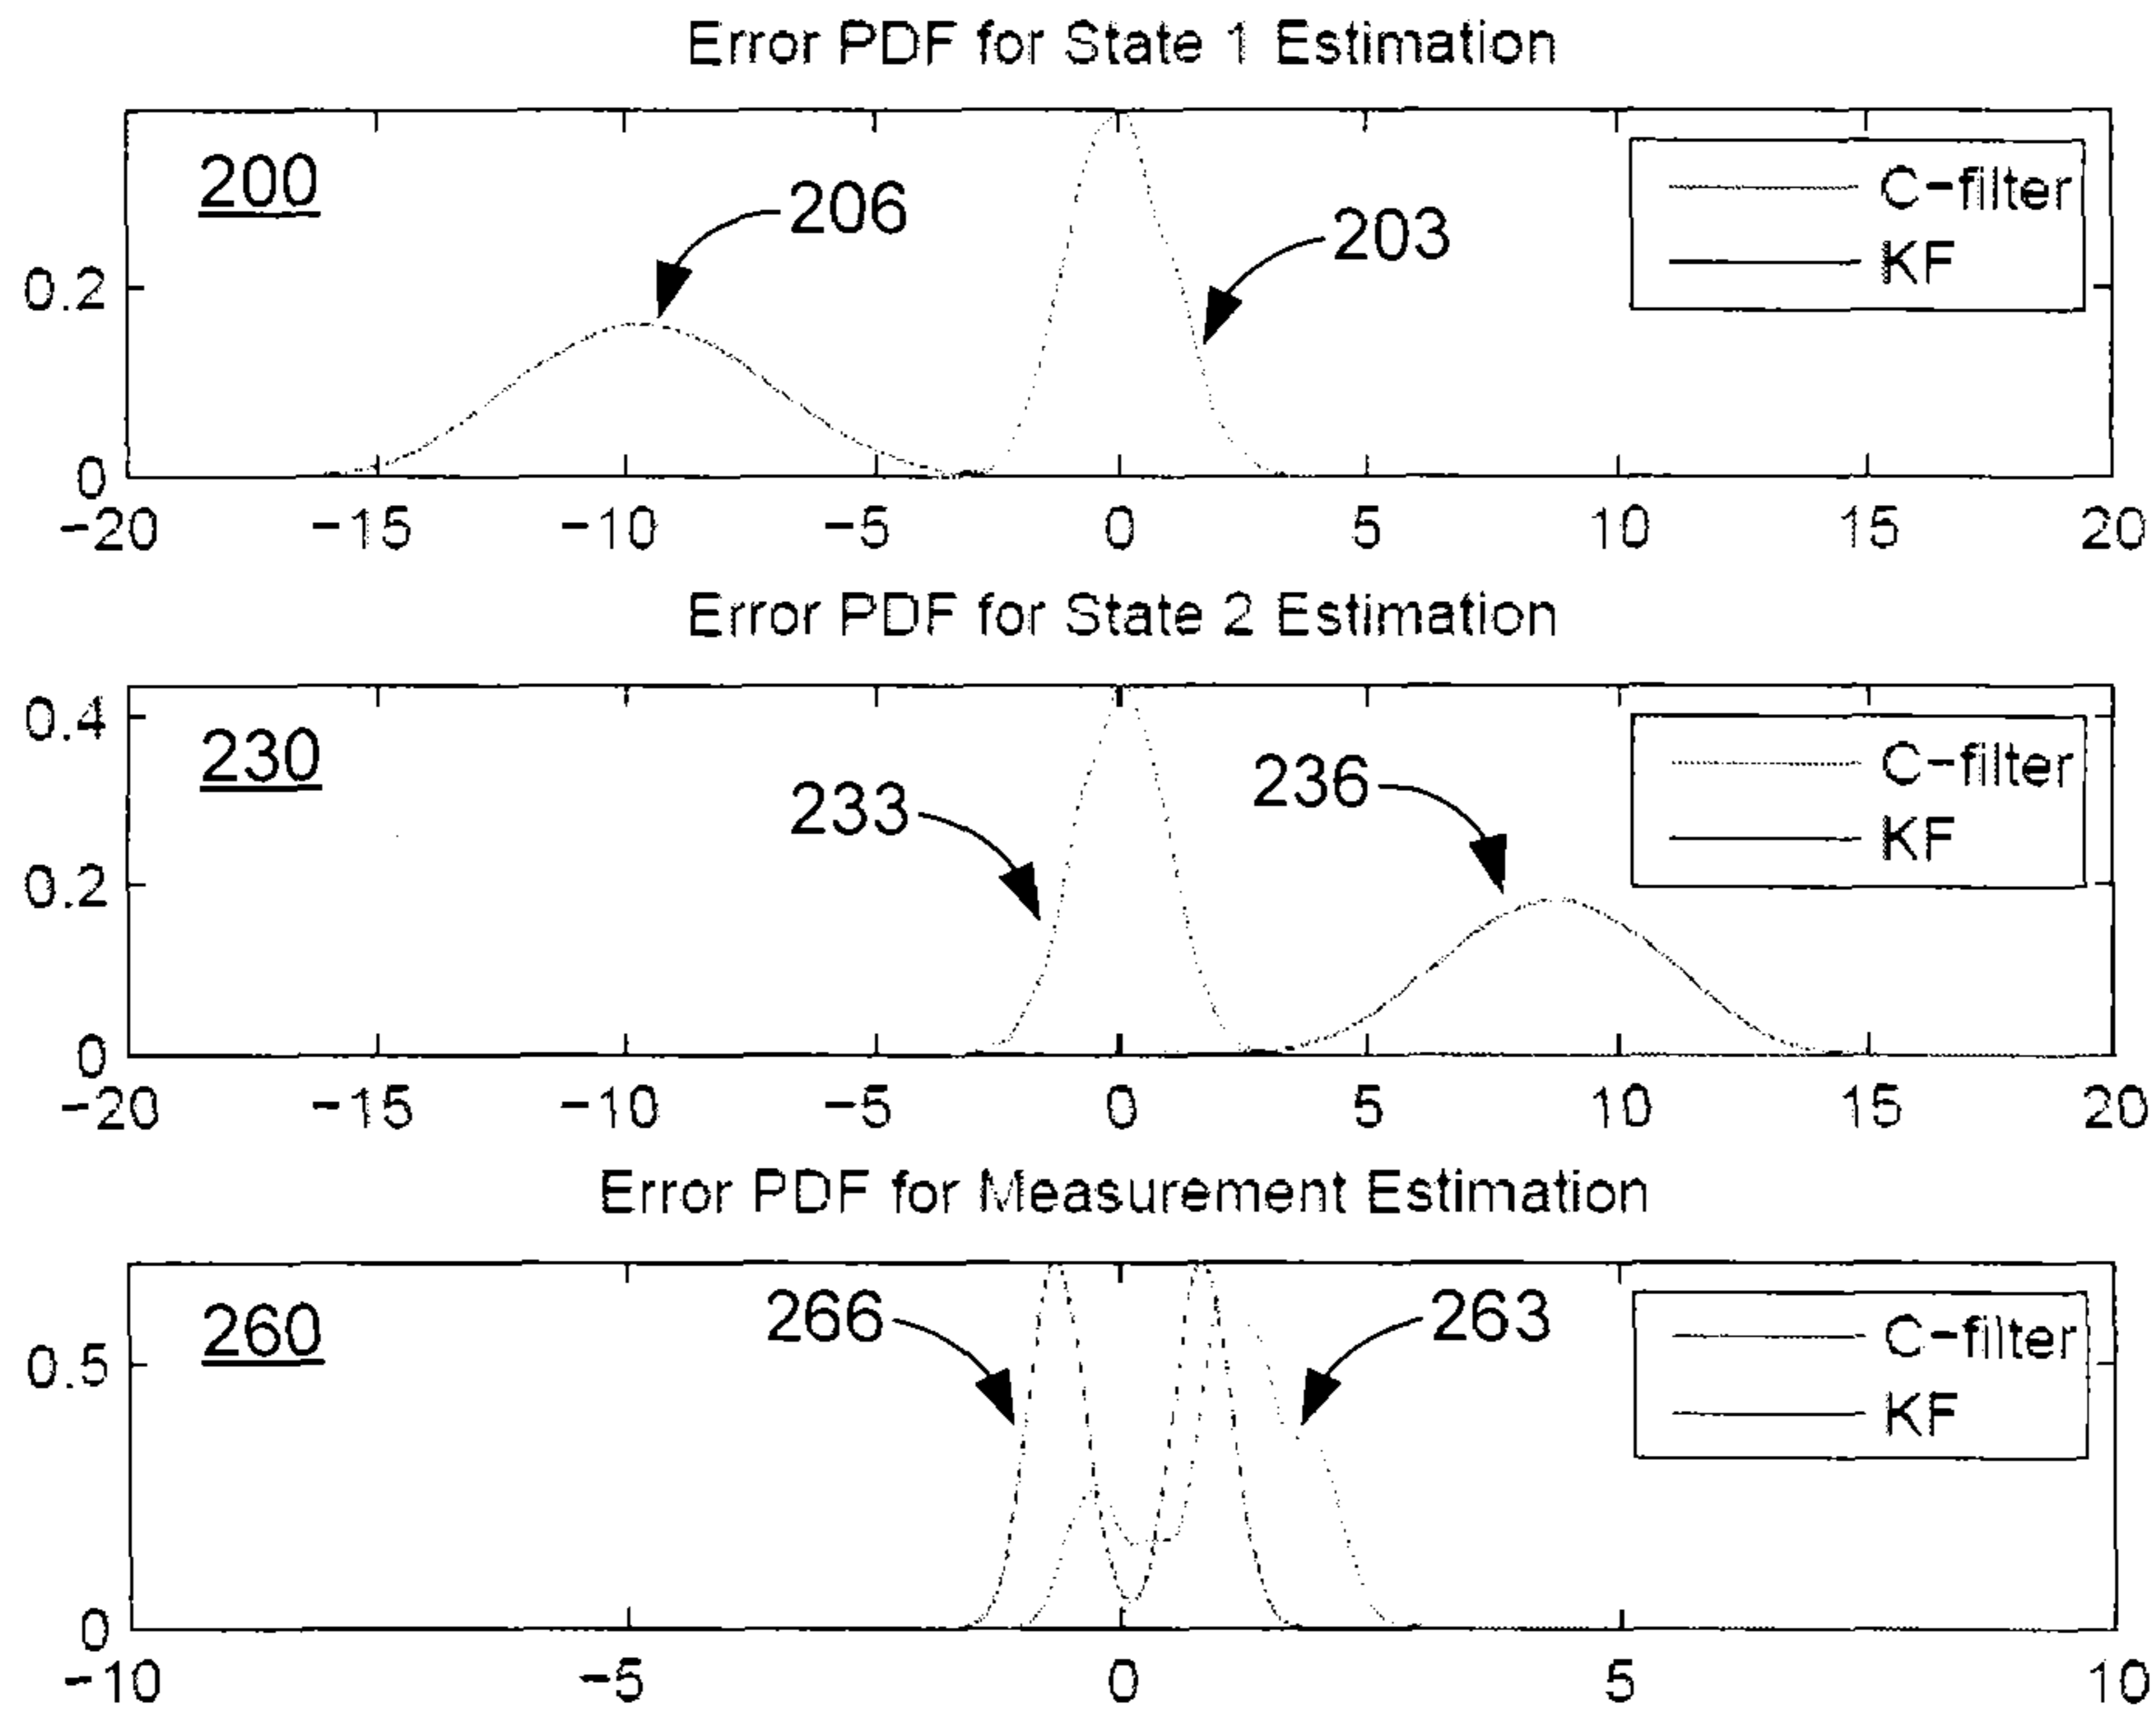 Error PDF for State 1 Estimation
200
206
203
C-filter
KF
0.2
0
-20 -15 -10 -5 0 5 10 15 20
Error PDF for State 2 Estimation
0.4
230
233
236
C-filter
KF
0.2
0
-20 -15 -10 -5 0 5 10 15 20
Error PDF for Measurement Estimation
260
266
263
C-filter
KF
0.5
0
-10 -5 0 5 10